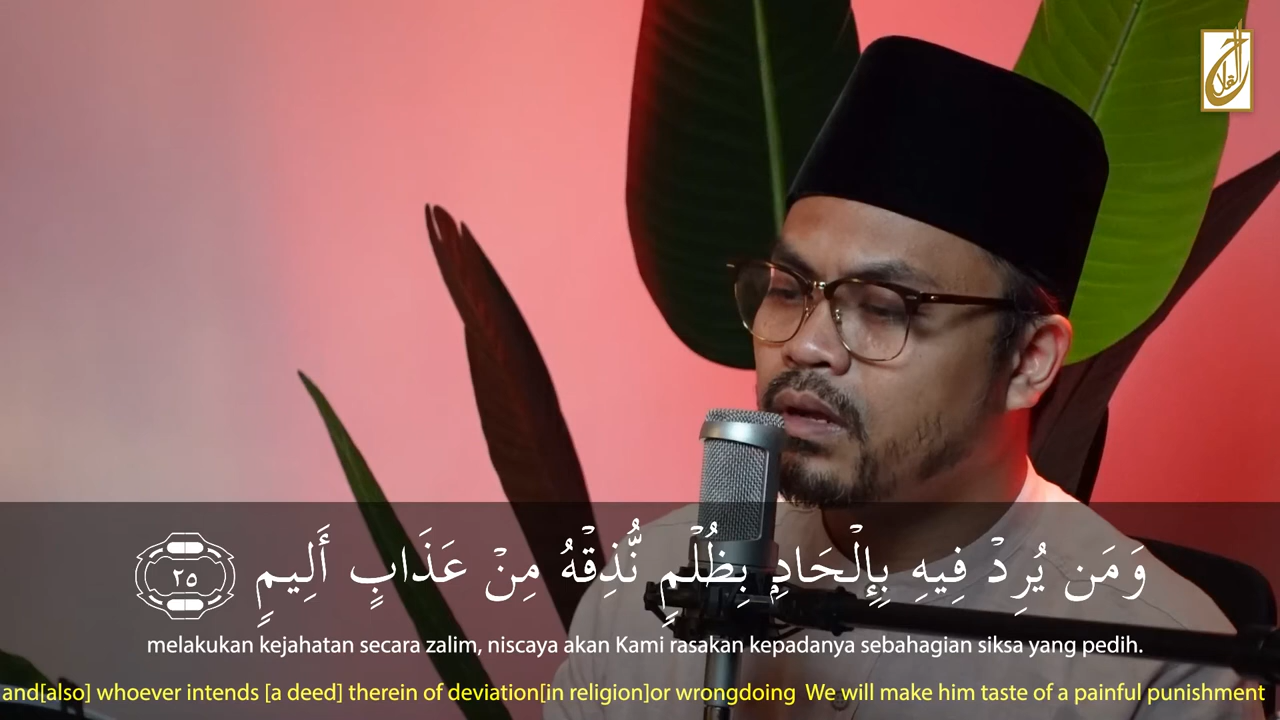 وَمَن يُرِدْ فِيهِ بِإِلْحَادٍ بِظُلْمٍ نُّذِقْهُ مِنْ عَذَابٍ أَلِيمٍ ٢٥
melakukan kejahatan secara zalim, niscaya akan Kami rasakan kepadanya sebahagian siksa yang pedih.
and[also] whoever intends [a deed] therein of deviation[in religion]or wrongdoing  We will make him taste of a painful punishment